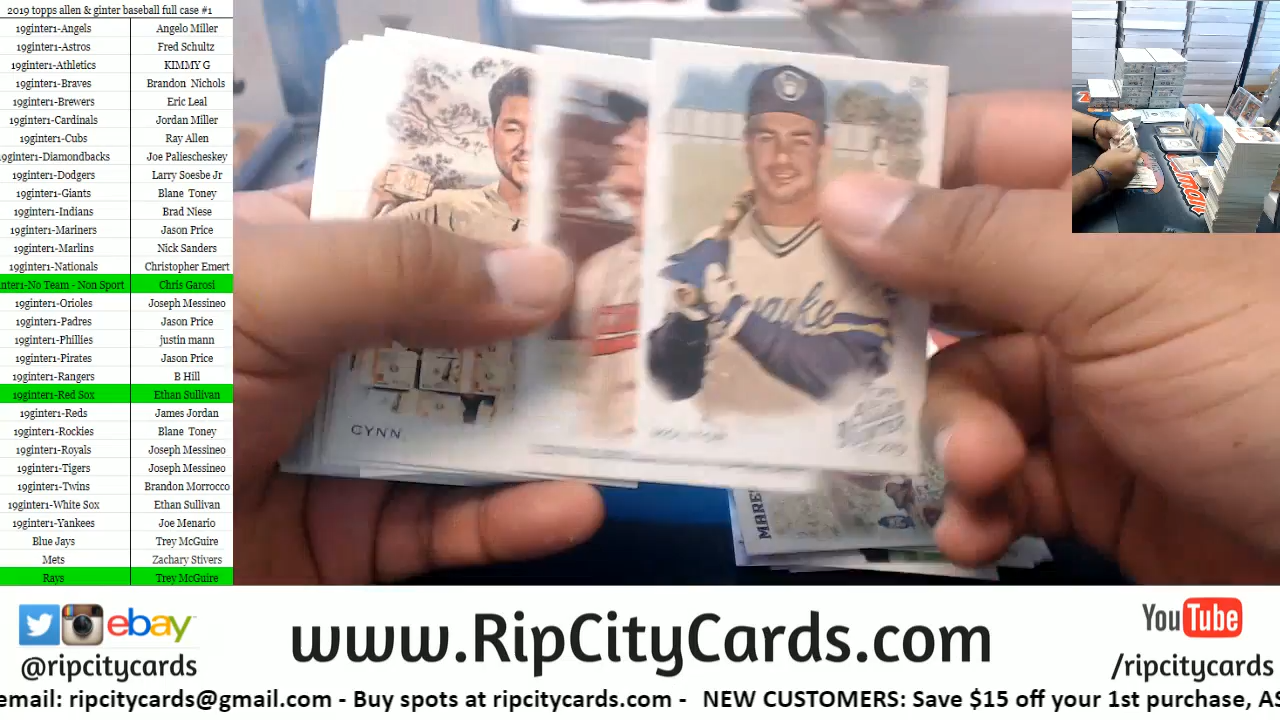 2019 topps allen & ginter baseball full case #1
19ginter1-Angels Angelo Miller
19ginter1-Astros Fred Schultz
19ginter1-Athletics KIMMY G
19ginter1-Braves Brandon Nichols
19ginter1-Brewers Eric Leal
19ginter1-Cardinals Jordan Miller
19ginter1-Cubs Ray Allen
9ginter1-Diamondbacks Joe Paliescheskey
19ginter1-Dodgers Larry Soesbe Jr
19ginter1-Giants Blane Toney
19ginter1-Indians Brad Niese
19ginter1-Mariners Jason Price
19ginter1-Marlins Nick Sanders
19ginter1-Nationals Christopher Emert
nter1-No Team - Non Sport Chris Garosi
19ginter1-Orioles Joseph Messineo
19ginter1-Padres Jason Price
19ginter1-Phillies justin mann
19ginter1-Pirates Jason Price
19ginter1-Rangers B Hill
19ginter1-Red Sox Ethan Sullivan
19ginter1-Reds James Jordan
19ginter1-Rockies Blane Toney
19ginter1-Royals Joseph Messineo
19ginter1-Tigers Joseph Messineo
19ginter1-Twins Brandon Morrocco
19ginter1-White Sox Ethan Sullivan
19ginter1-Yankees Joe Menario
Blue Jays Trey McGuire
Mets Zachary Stivers
Rays Trey McGuire
CYNN
ebay
@ripcitycards
www.RipCityCards.com
YouTube
/ripcitycards
email: ripcitycards@gmail.com - Buy spots at ripcitycards.com - NEW CUSTOMERS: Save $15 off your 1st purchase, AS